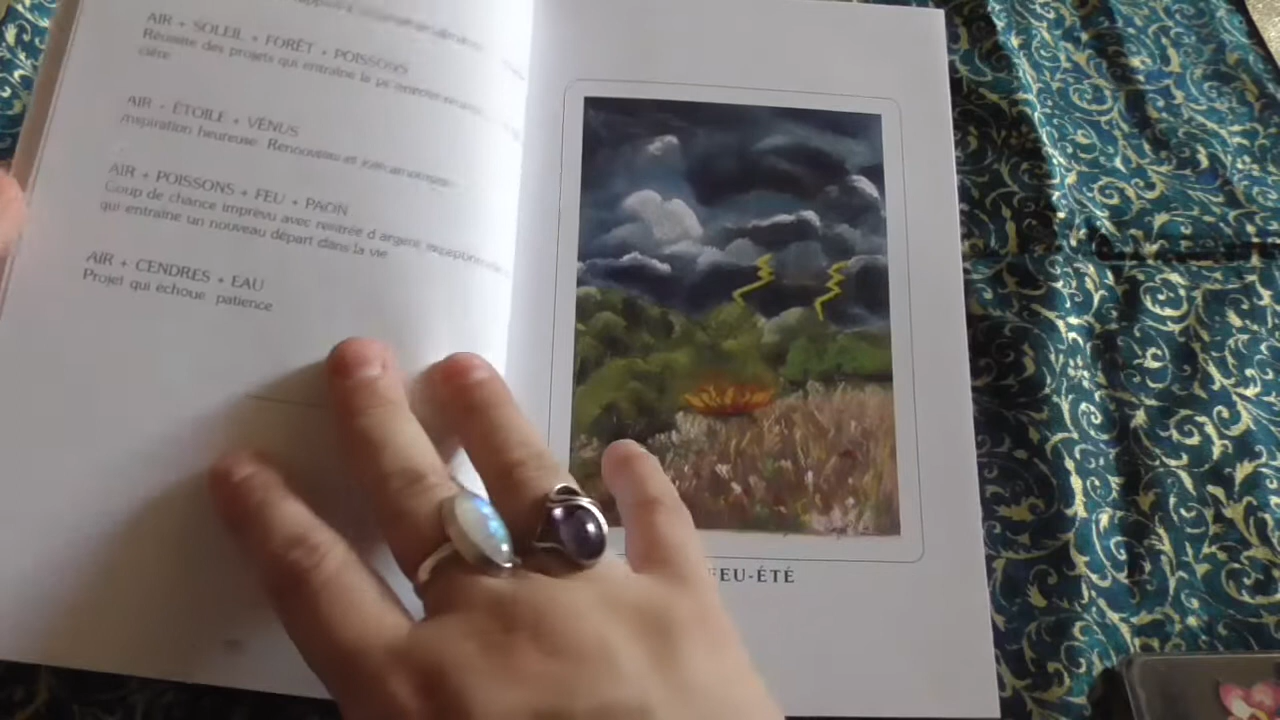 AIR + SOLEIL + FORÊT + POISSONS
Réussite des projets qui entraîne la
cière
AIR + ÉTOILE + VÉNUS
Inspiration heureuse. Renouveau et
AIR + POISSONS + FEU + PAON
Coup de chance imprévu avec rentrée d'argent exceptionnelle
qui entraîne un nouveau départ dans la vie
AIR + CENDRES + EAU
Projet qui échoue patience
FEU-ÉTÉ